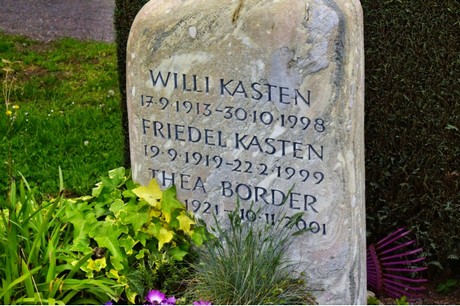 WILLI KASTEN
17·9·1913-30·10·1998
FRIEDEL KASTEN
19·9·1919-22·2·1999
THEA BÖRDER
1921-10·11·2001